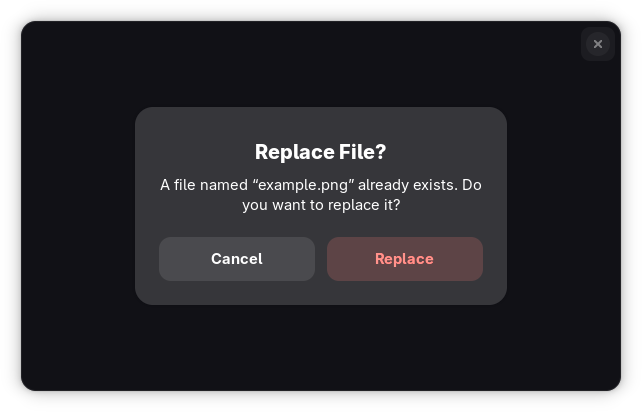 Replace File?
A file named “example.png” already exists. Do
you want to replace it?
Cancel
Replace